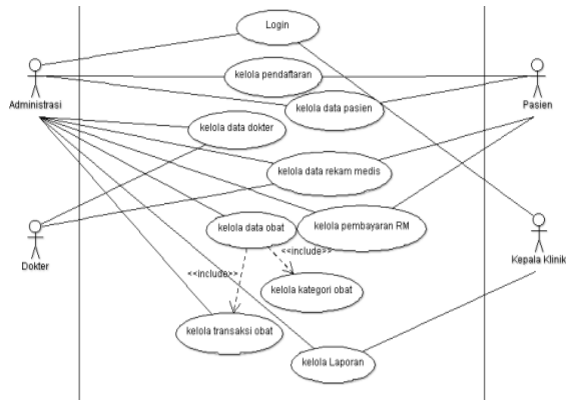 Login
kelola pendaftaran
Administrasi
Pasien
kelola data pasien
kelola data dokter
kelola data rekam medis
kelola data obat
kelola pembayaran RM
<<include>>
Dokter
Kepala Klinik
<<include>>
kelola kategori obat
kelola transaksi obat
kelola Laporan